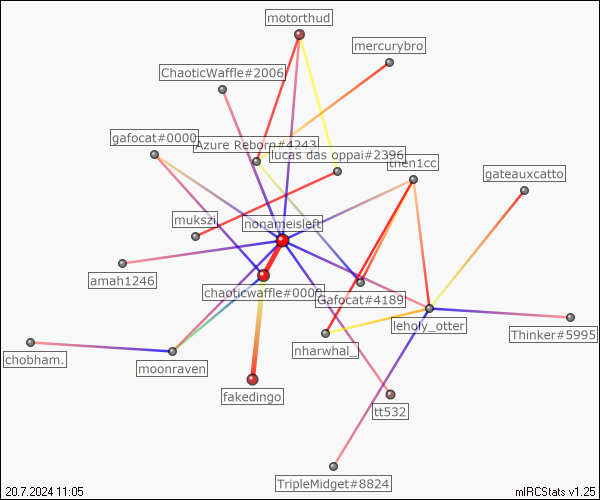 motorthud
mercurybro
ChaoticWaffle#2006
gafocat#0000
Azure Reborn#4243
lucas das oppai#2396
then1cc
gateauxcatto
mukszi
nonameisleft
amah1246
chaoticwaffle#0000
Gafocat#4189
leholy_otter
Thinker#5995
nharwhal_
chobham.
moonraven
fakedingo
tt532
TripleMidget#8824
20.7.2024 11:05
mIRCStats v1.25